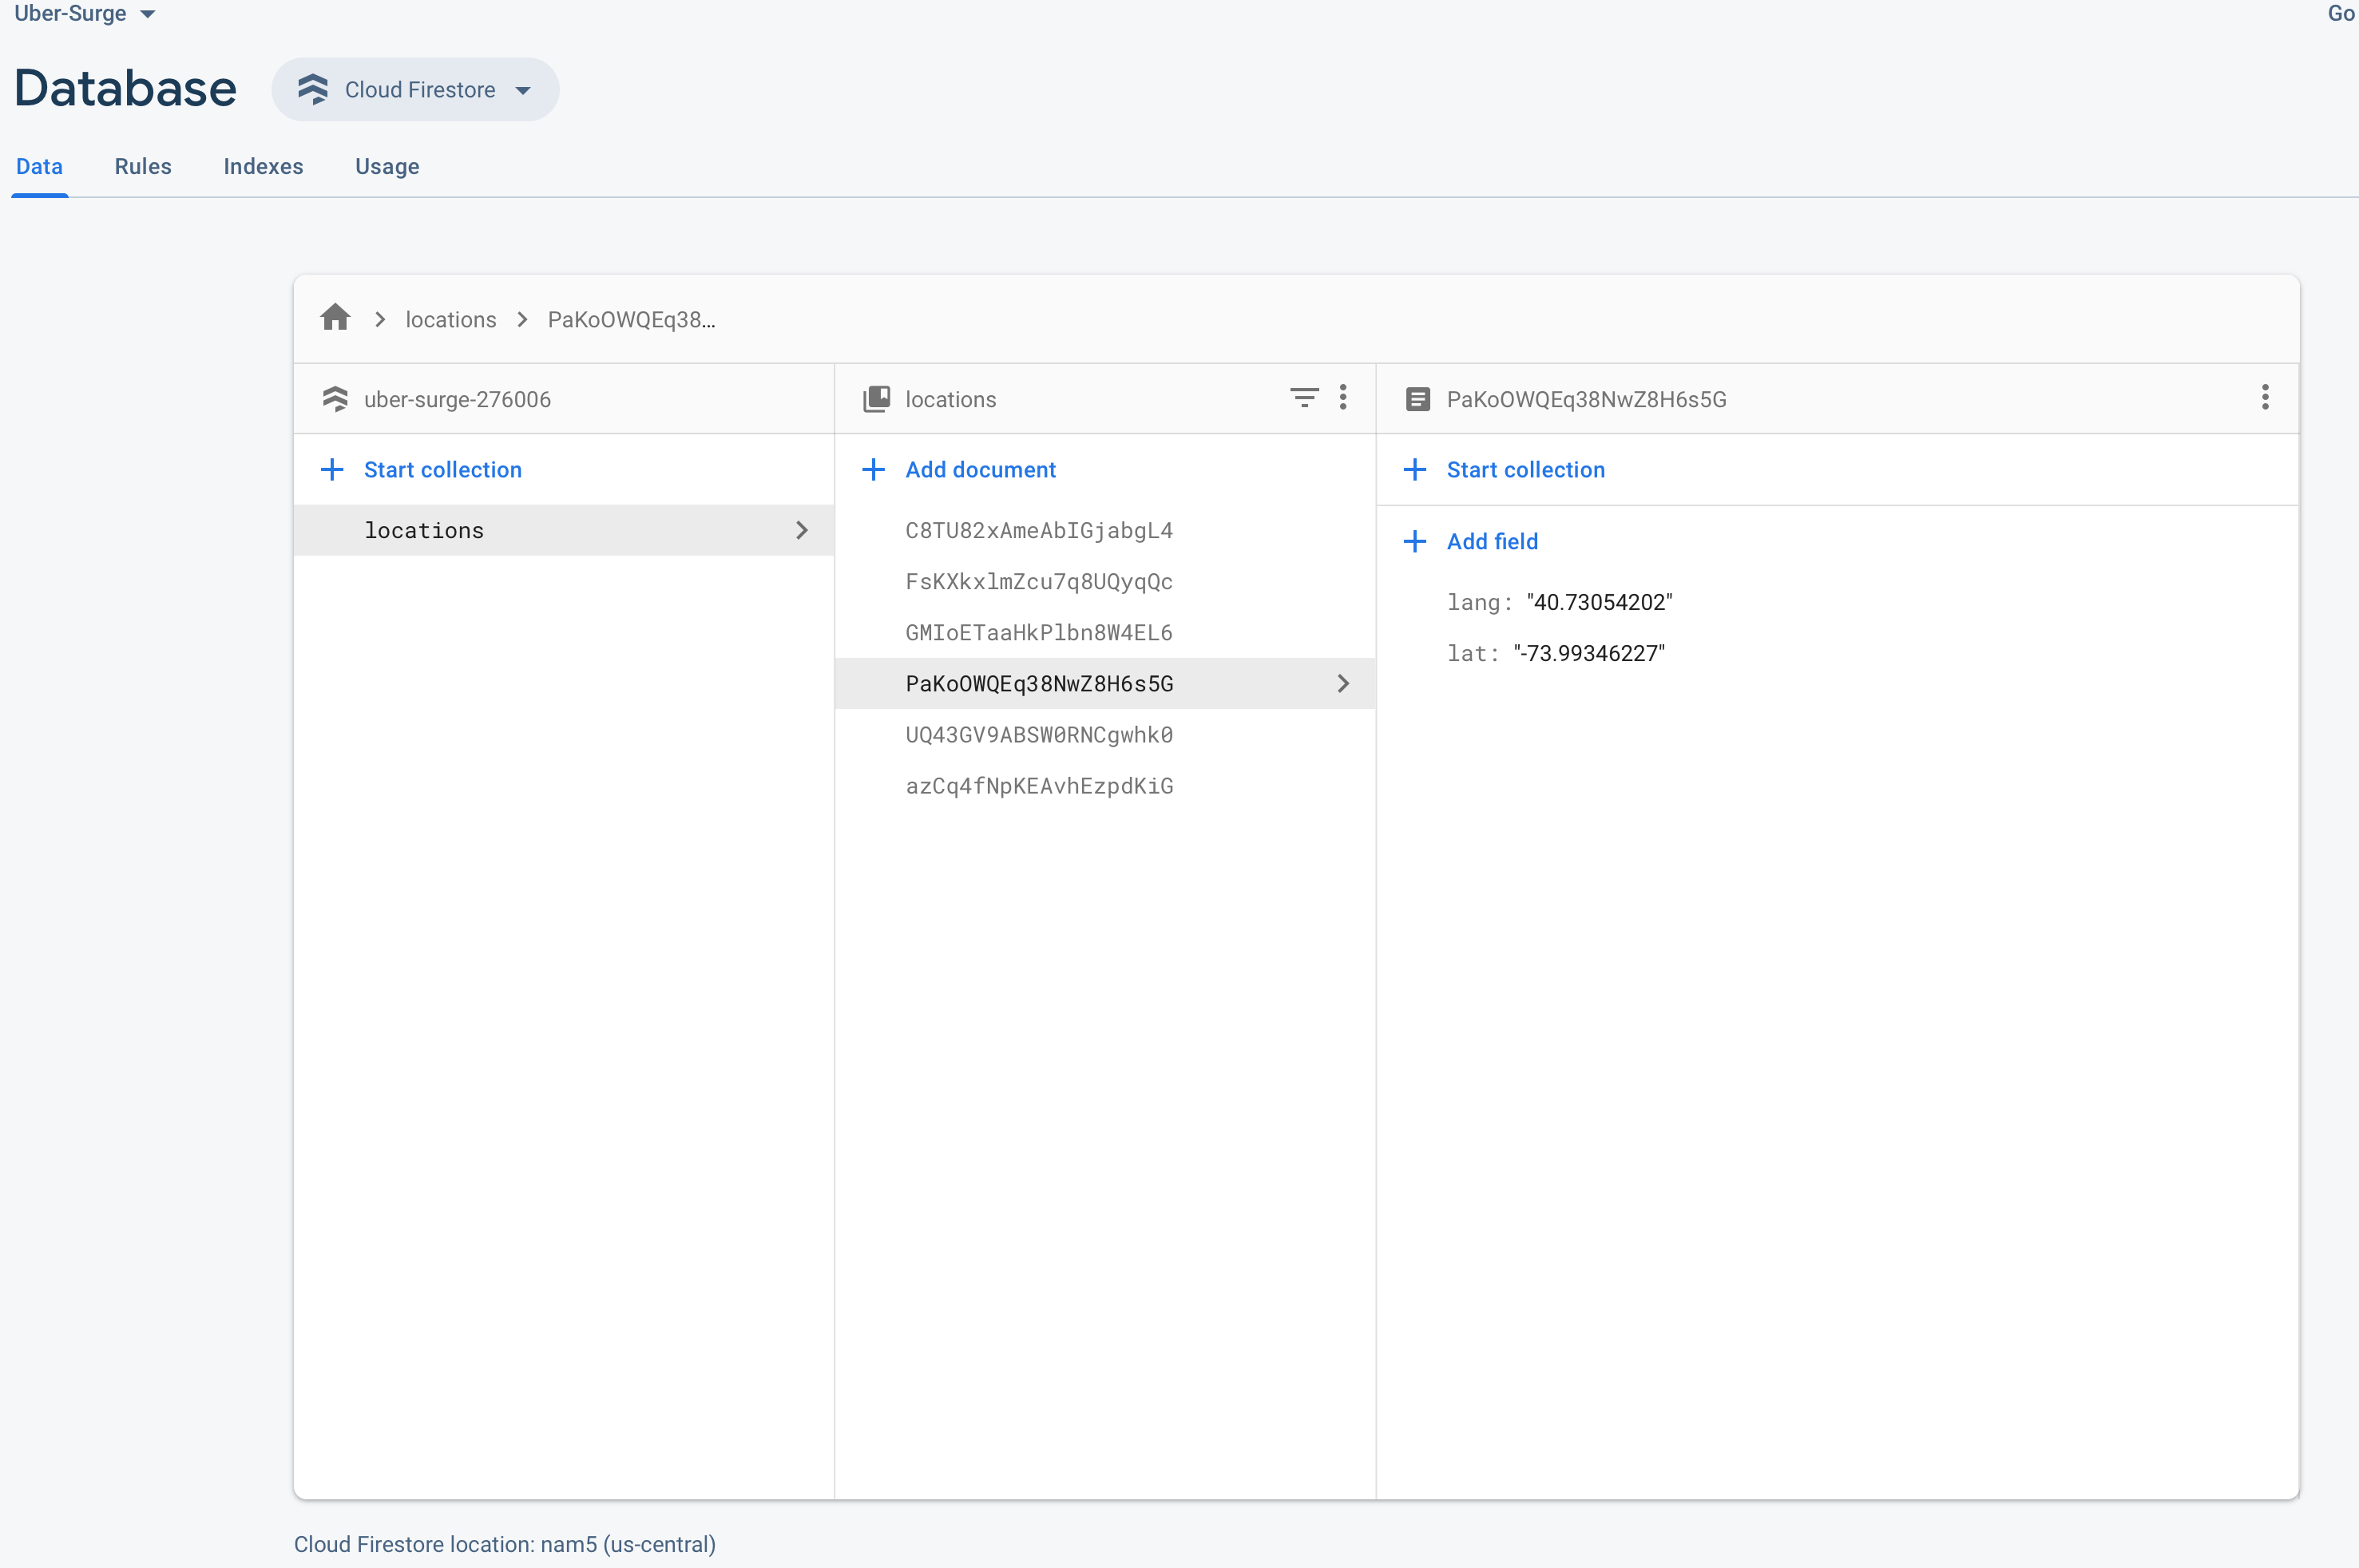 Uber-Surge
Go
Database
Cloud Firestore
Data Rules Indexes Usage
locations PaKoOWQEq38...
uber-surge-276006
locations
PaKoOWQEq38NwZ8H6s5G
Start collection
Add document
Start collection
locations
C8TU82xAmeAbIGjabgL4
FsKXkxlmZcu7q8UQyqQc
GMIoETaaHkPlbn8W4EL6
PaKoOWQEq38NwZ8H6s5G
UQ43GV9ABSW0RNCgwhk0
azCq4fNpKEAvhEzpdKiG
Add field
lang: "40.73054202"
lat: "-73.99346227"
Cloud Firestore location: nam5 (us-central)